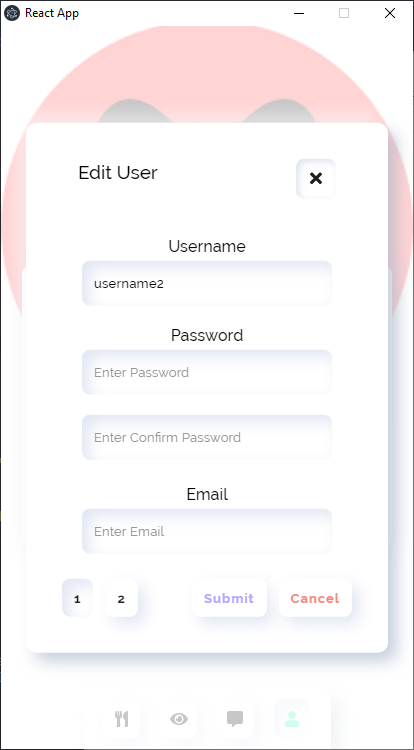 React App
Edit User
Username
username2
Password
Enter Password
Enter Confirm Password
Email
Enter Email
1 2 Submit Cancel